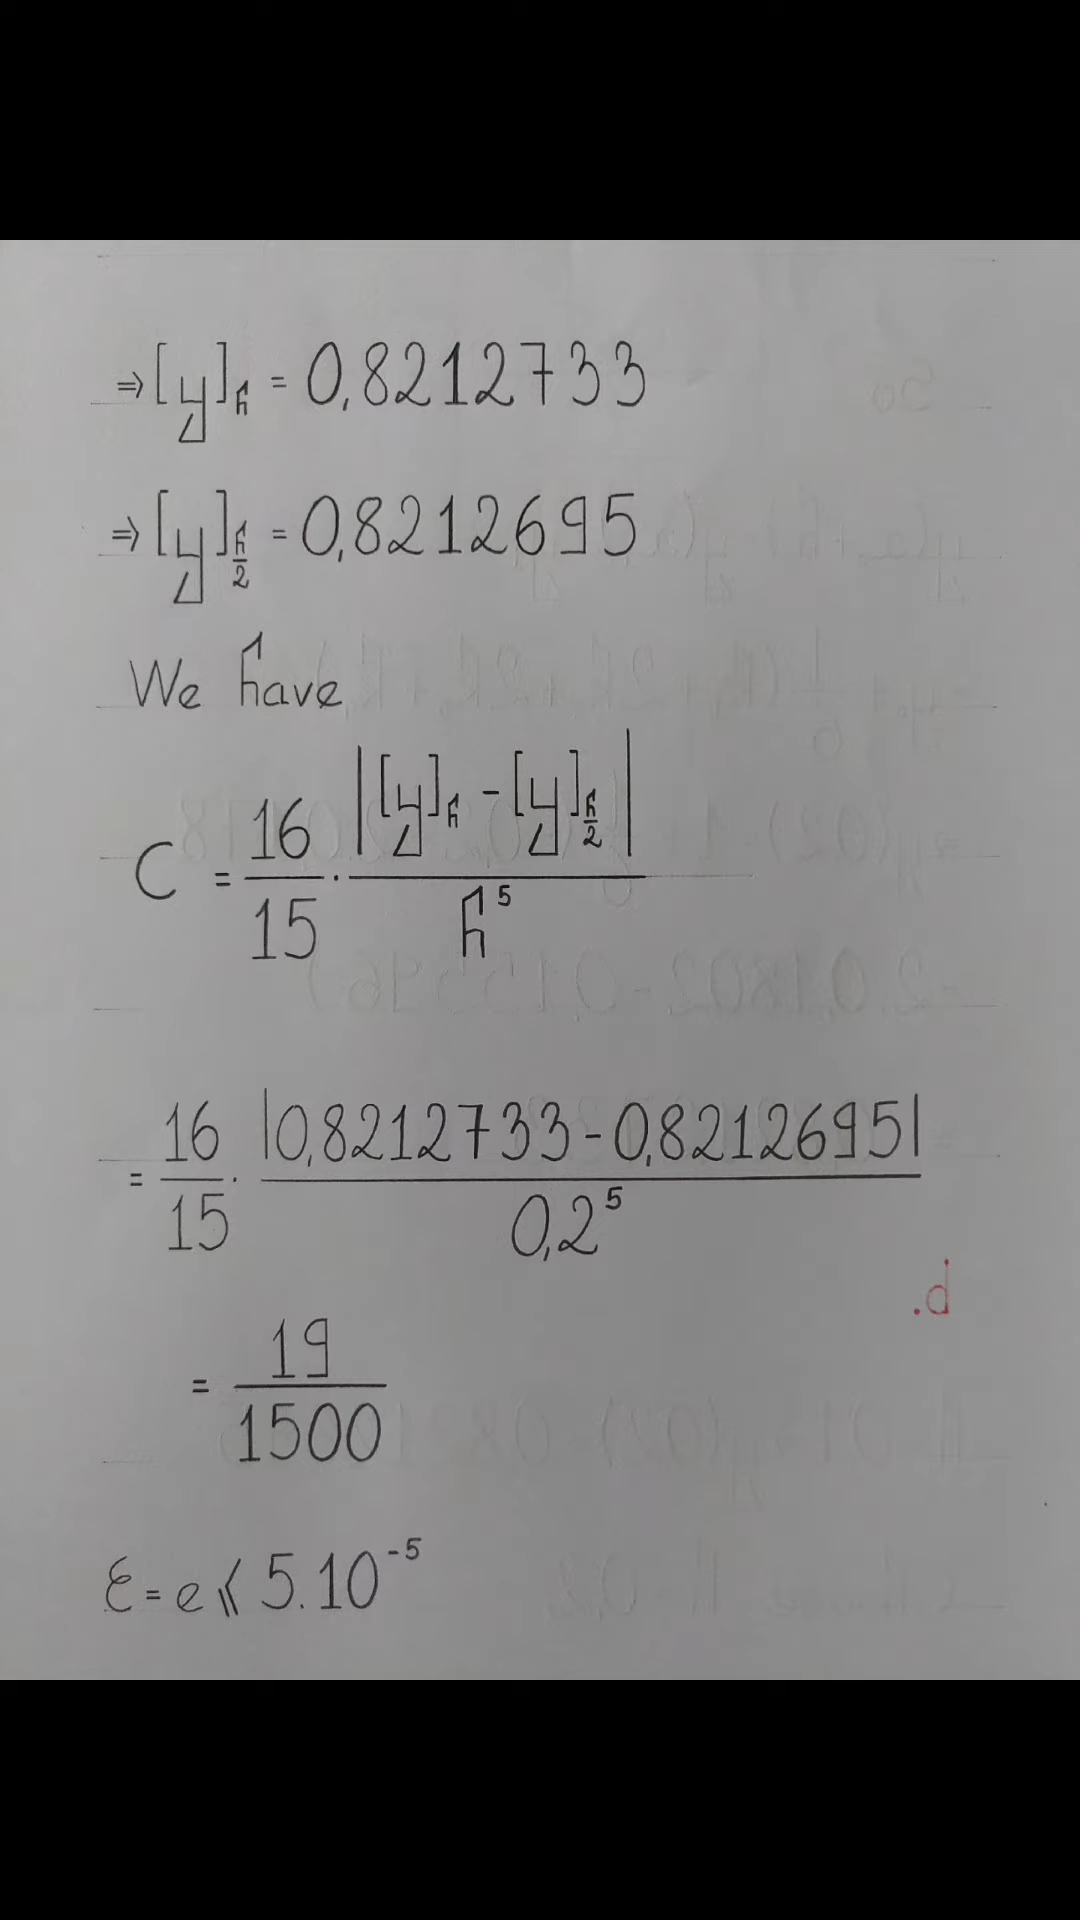 ⇒ [y]h = 0,8212733
⇒ [y]h/2 = 0,8212695
We have
C = 16/15 · |[y]h - [y]h/2| / h⁵
= 16/15 · |0,8212733 - 0,8212695| / 0,2⁵
= 19/1500
ε = e ⩽ 5.10⁻⁵